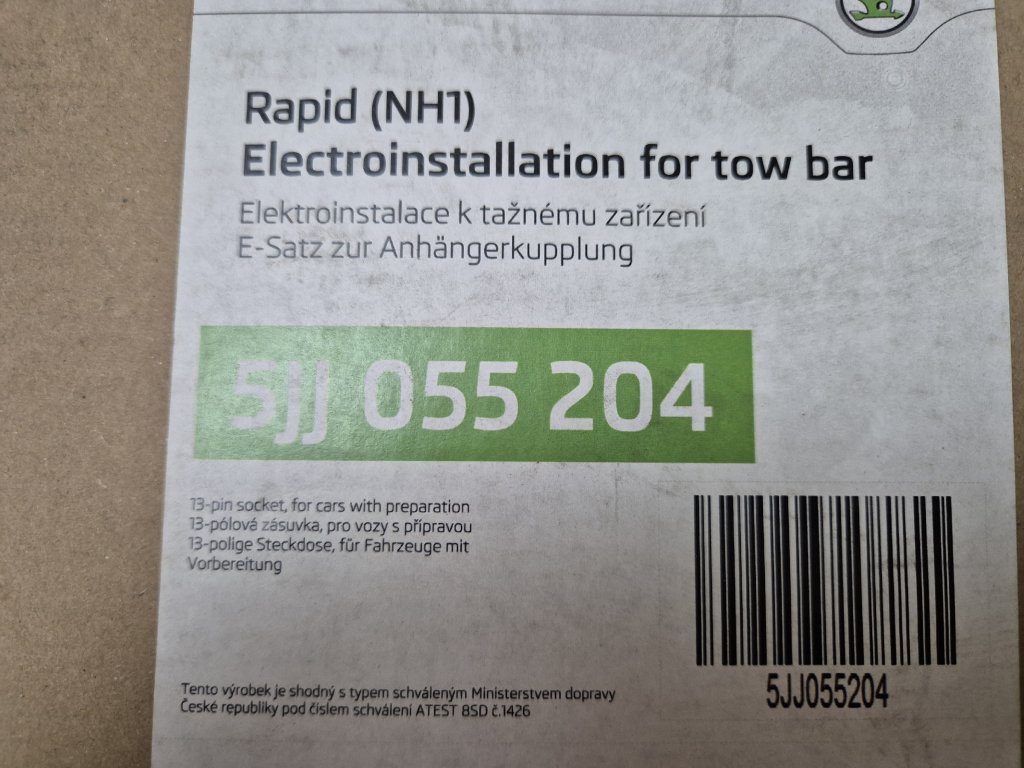 Rapid (NH1)
Electroinstallation for tow bar
Elektroinstalace k tažnému zařízení
E-Satz zur Anhängerkupplung
5JJ 055 204
13-pin socket, for cars with preparation
13-pólová zásuvka, pro vozy s přípravou
13-polige Steckdose, für Fahrzeuge mit
Vorbereitung
5JJ055204
Tento výrobek je shodný s typem schváleným Ministerstvem dopravy
České republiky pod číslem schválení ATEST 8SD č.1426